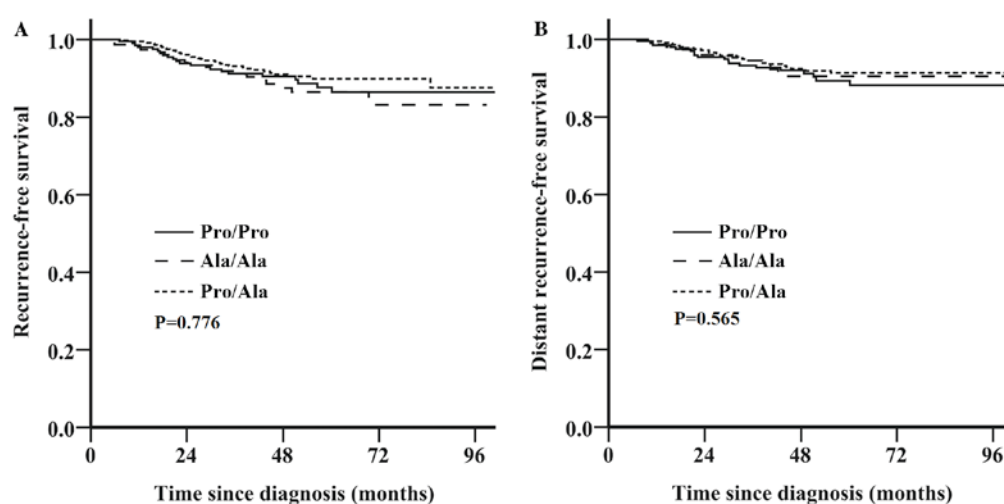 A
Recurrence-free survival
1.0
0.8
0.6
0.4
0.2
0.0
Pro/Pro
Ala/Ala
Pro/Ala
P=0.776
0 24 48 72 96
Time since diagnosis (months)
B
Distant recurrence-free survival
1.0
0.8
0.6
0.4
0.2
0.0
Pro/Pro
Ala/Ala
Pro/Ala
P=0.565
0 24 48 72 96
Time since diagnosis (months)